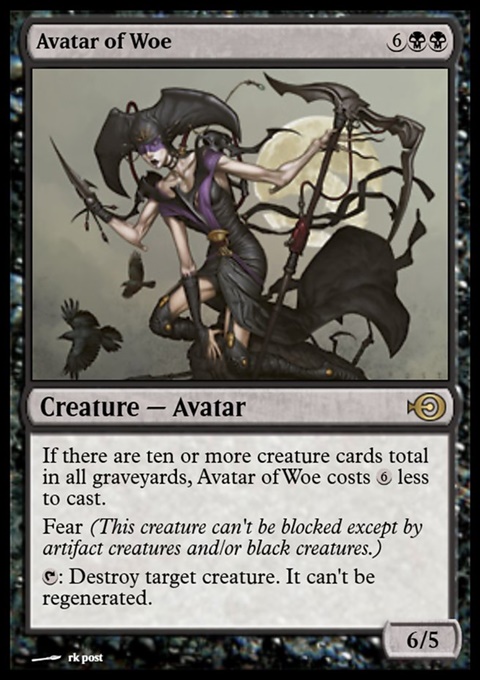 Avatar of Woe 6
Creature — Avatar
If there are ten or more creature cards total
in all graveyards, Avatar of Woe costs 6 less
to cast.
Fear (This creature can't be blocked except by
artifact creatures and/or black creatures.)
: Destroy target creature. It can't be
regenerated.
6/5
rk post